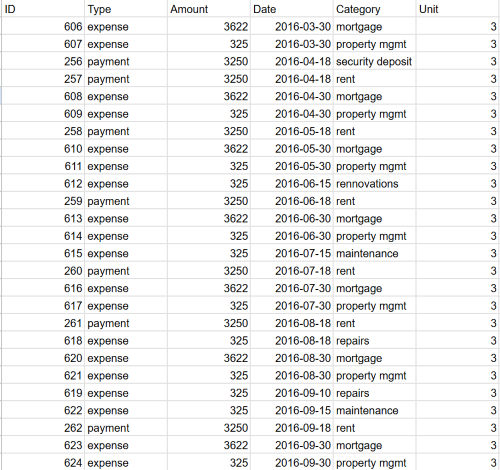 ID Type Amount Date Category Unit
606 expense 3622 2016-03-30 mortgage 3
607 expense 325 2016-03-30 property mgmt 3
256 payment 3250 2016-04-18 security deposit 3
257 payment 3250 2016-04-18 rent 3
608 expense 3622 2016-04-30 mortgage 3
609 expense 325 2016-04-30 property mgmt 3
258 payment 3250 2016-05-18 rent 3
610 expense 3622 2016-05-30 mortgage 3
611 expense 325 2016-05-30 property mgmt 3
612 expense 325 2016-06-15 rennovations 3
259 payment 3250 2016-06-18 rent 3
613 expense 3622 2016-06-30 mortgage 3
614 expense 325 2016-06-30 property mgmt 3
615 expense 325 2016-07-15 maintenance 3
260 payment 3250 2016-07-18 rent 3
616 expense 3622 2016-07-30 mortgage 3
617 expense 325 2016-07-30 property mgmt 3
261 payment 3250 2016-08-18 rent 3
618 expense 325 2016-08-18 repairs 3
620 expense 3622 2016-08-30 mortgage 3
621 expense 325 2016-08-30 property mgmt 3
619 expense 325 2016-09-10 repairs 3
622 expense 325 2016-09-15 maintenance 3
262 payment 3250 2016-09-18 rent 3
623 expense 3622 2016-09-30 mortgage 3
624 expense 325 2016-09-30 property mgmt 3